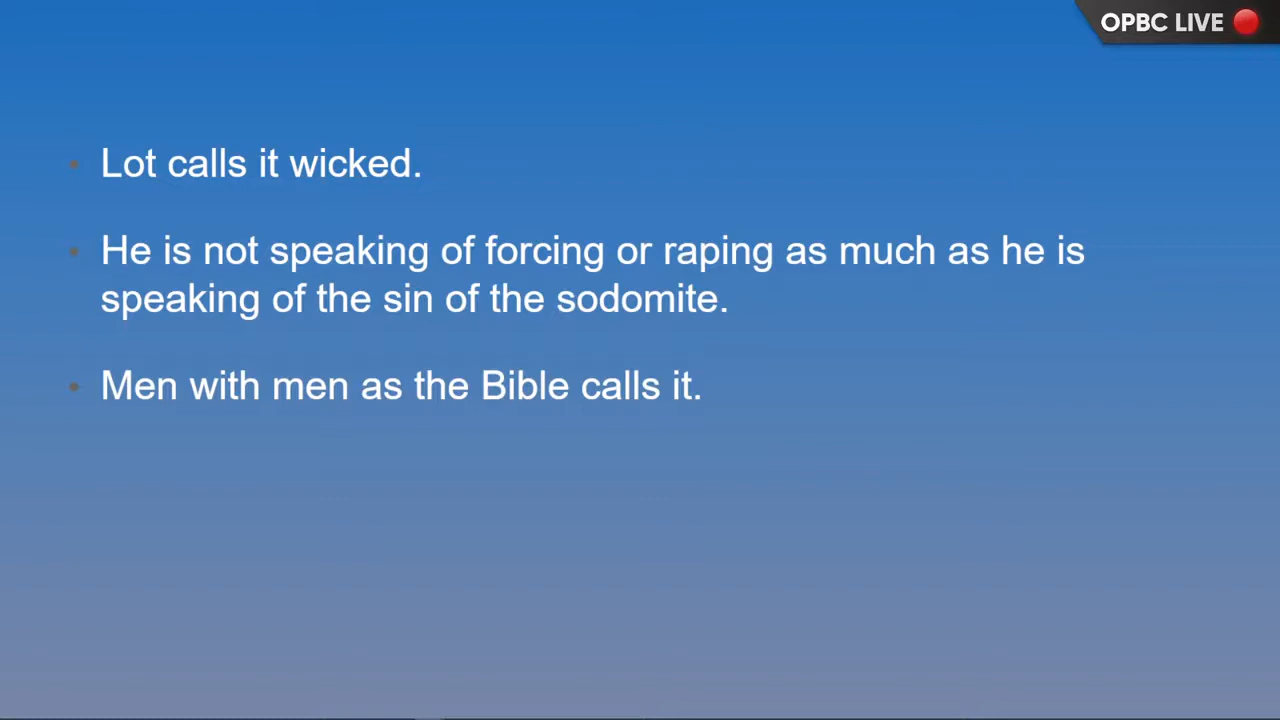 OPBC LIVE
• Lot calls it wicked.
• He is not speaking of forcing or raping as much as he is
speaking of the sin of the sodomite.
• Men with men as the Bible calls it.